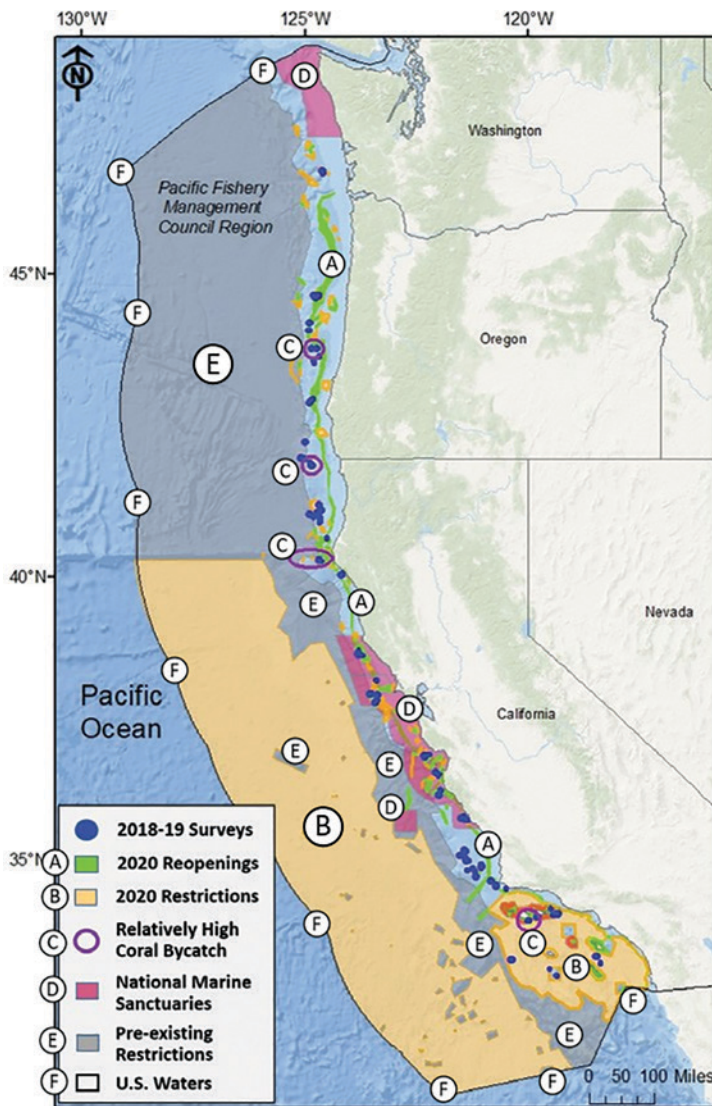 130°W
125°W
120°W
N
F
D
Washington
F
Pacific Fishery
Management
Council Region
45°N
A
F
E
C
Oregon
C
F
C
40°N
E
A
Nevada
F
Pacific
Ocean
California
D
E
E
D
B
35°N
A
F
E
C
B
F
E
F
F
2018-19 Surveys
A
2020 Reopenings
B
2020 Restrictions
C
Relatively High
Coral Bycatch
D
National Marine
Sanctuaries
E
Pre-existing
Restrictions
F
U.S. Waters
0 50 100 Miles